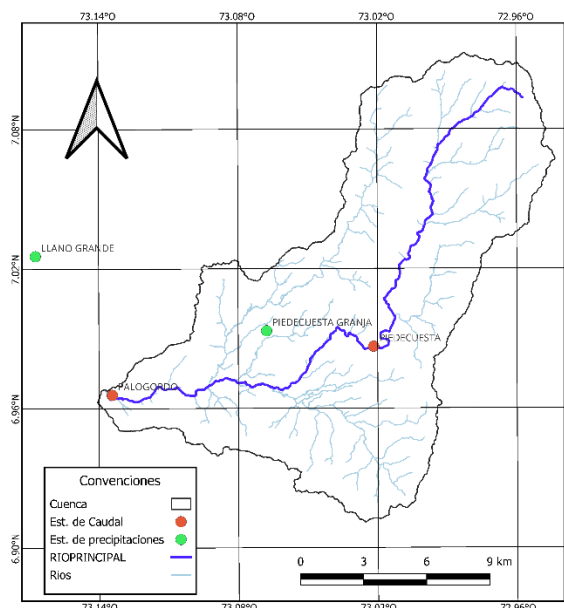 73.14°O 73.08°O 73.02°O 72.96°O
7.08°N
7.02°N
6.96°N
6.90°N
LLANO GRANDE
PIEDECUESTA GRANJA
PIEDECUESTA
PALOGORDO
Convenciones
Cuenca
Est. de Caudal
Est. de precipitaciones
RIOPRINCIPAL
Rios
0 3 6 9 km
73.14°O 73.08°O 73.02°O 72.96°O